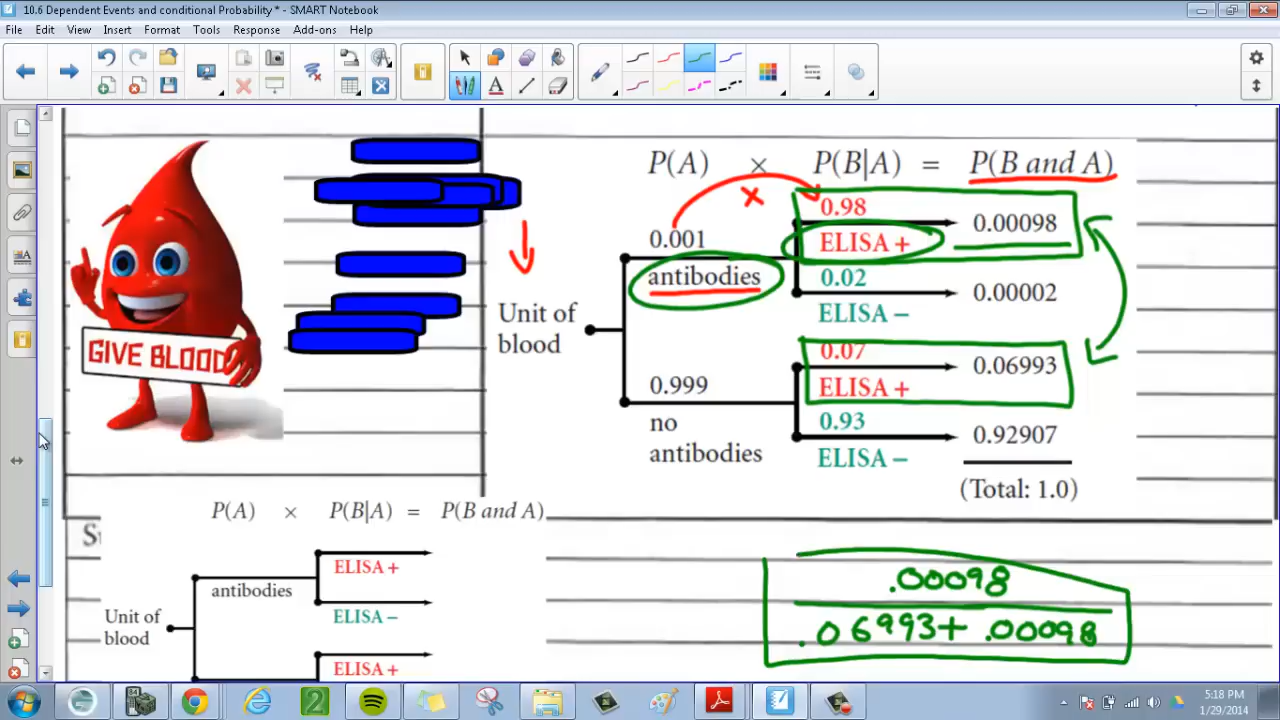 10.6 Dependent Events and conditional Probability * - SMART Notebook
File Edit View Insert Format Tools Response Add-ons Help
P(A) × P(B|A) = P(B and A)
×
0.98
0.001
ELISA +
0.00098
antibodies
0.02
ELISA −
0.00002
Unit of
blood
GIVE BLOOD
0.07
0.999
ELISA +
0.06993
no
antibodies
0.93
ELISA −
0.92907
(Total: 1.0)
P(A) × P(B|A) = P(B and A)
ELISA +
antibodies
ELISA −
Unit of
blood
ELISA +
.00098
.06993+ .00098
5:18 PM
1/29/2014